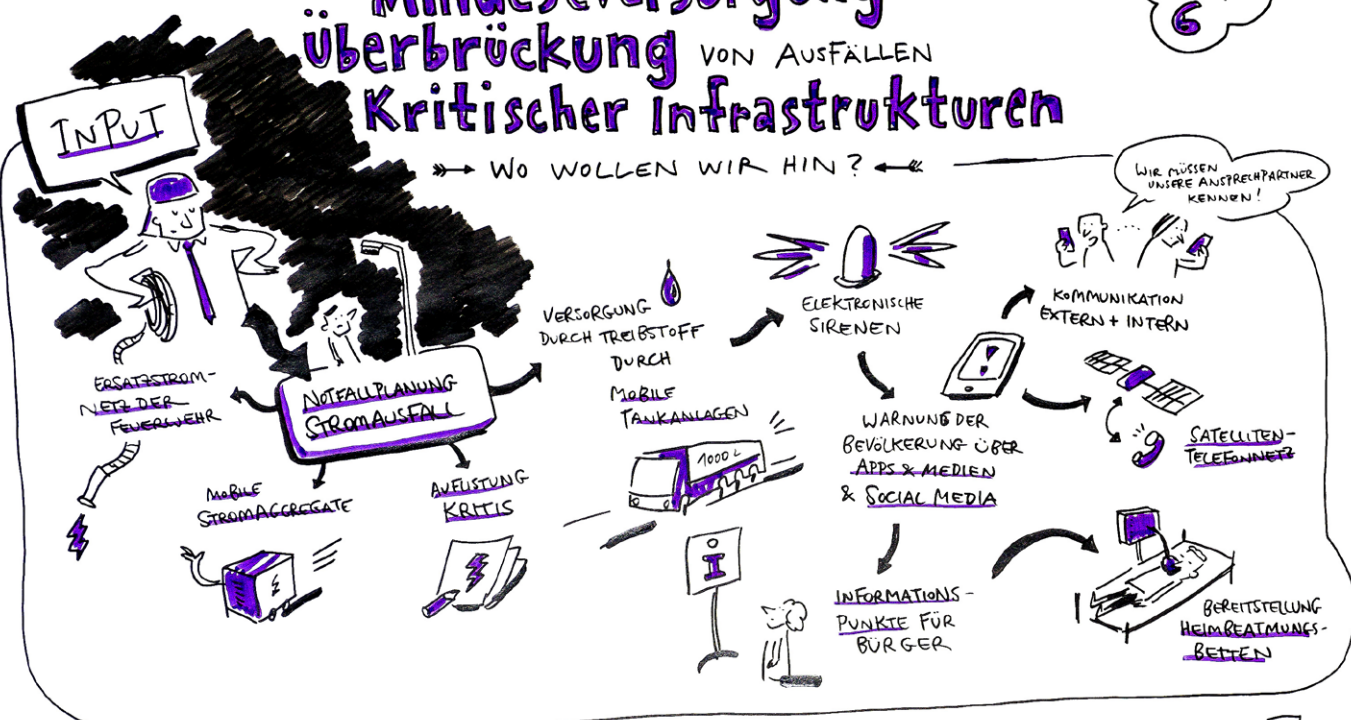 Mindestversorgung
Überbrückung VON AUSFÄLLEN
Kritischer Infrastrukturen
6
INPUT
WO WOLLEN WIR HIN?
WIR MÜSSEN
UNSERE ANSPRECHPARTNER
KENNEN!
ERSATZSTROM-
NETZ DER
FEUERWEHR
NOTFALLPLANUNG
STROMAUSFALL
MOBILE
STROMAGGREGATE
AUFLISTUNG
KRITIS
VERSORGUNG
DURCH TREIBSTOFF
DURCH
MOBILE
TANKANLAGEN
1000 L
ELEKTRONISCHE
SIRENEN
WARNUNG DER
BEVÖLKERUNG ÜBER
APPS & MEDIEN
& SOCIAL MEDIA
i
INFORMATIONS-
PUNKTE FÜR
BÜRGER
!
KOMMUNIKATION
EXTERN + INTERN
SATELLITEN-
TELEFONNETZ
BEREITSTELLUNG
HEIMBEATMUNGS-
BETTEN